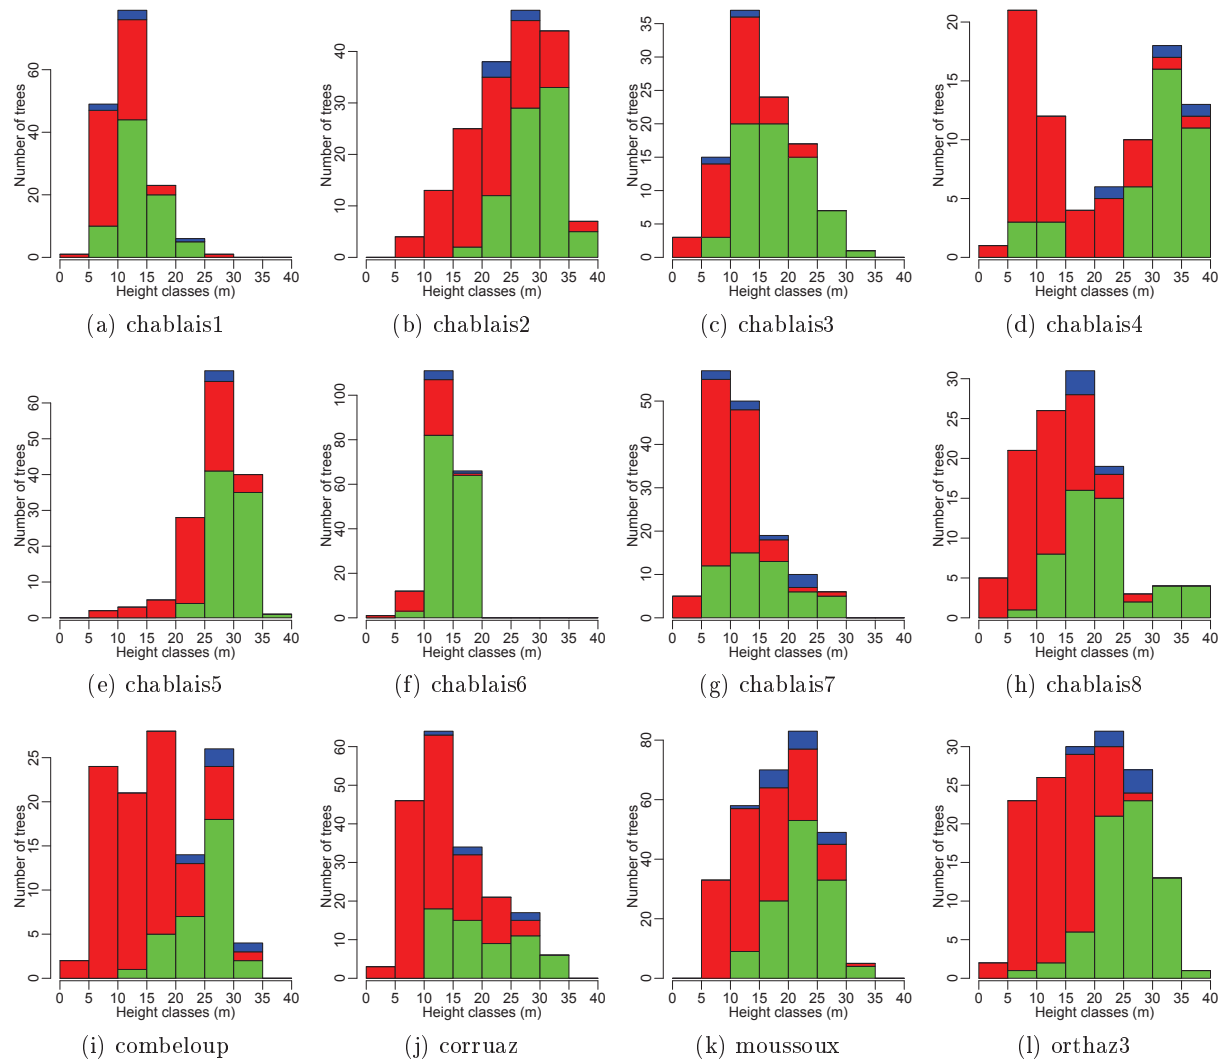 Number of trees
0 20 40 60
0 5 10 15 20 25 30 35 40
Height classes (m)
(a) chablais1
Number of trees
0 10 20 30 40
0 5 10 15 20 25 30 35 40
Height classes (m)
(b) chablais2
Number of trees
0 5 10 15 20 25 30 35
0 5 10 15 20 25 30 35 40
Height classes (m)
(c) chablais3
Number of trees
0 5 10 15 20
0 5 10 15 20 25 30 35 40
Height classes (m)
(d) chablais4
Number of trees
0 10 20 30 40 50 60
0 5 10 15 20 25 30 35 40
Height classes (m)
(e) chablais5
Number of trees
0 20 40 60 80 100
0 5 10 15 20 25 30 35 40
Height classes (m)
(f) chablais6
Number of trees
0 10 20 30 40 50
0 5 10 15 20 25 30 35 40
Height classes (m)
(g) chablais7
Number of trees
0 5 10 15 20 25 30
0 5 10 15 20 25 30 35 40
Height classes (m)
(h) chablais8
Number of trees
0 5 10 15 20 25
0 5 10 15 20 25 30 35 40
Height classes (m)
(i) combeloup
Number of trees
0 10 20 30 40 50 60
0 5 10 15 20 25 30 35 40
Height classes (m)
(j) corruaz
Number of trees
0 20 40 60 80
0 5 10 15 20 25 30 35 40
Height classes (m)
(k) moussoux
Number of trees
0 5 10 15 20 25 30
0 5 10 15 20 25 30 35 40
Height classes (m)
(l) orthaz3